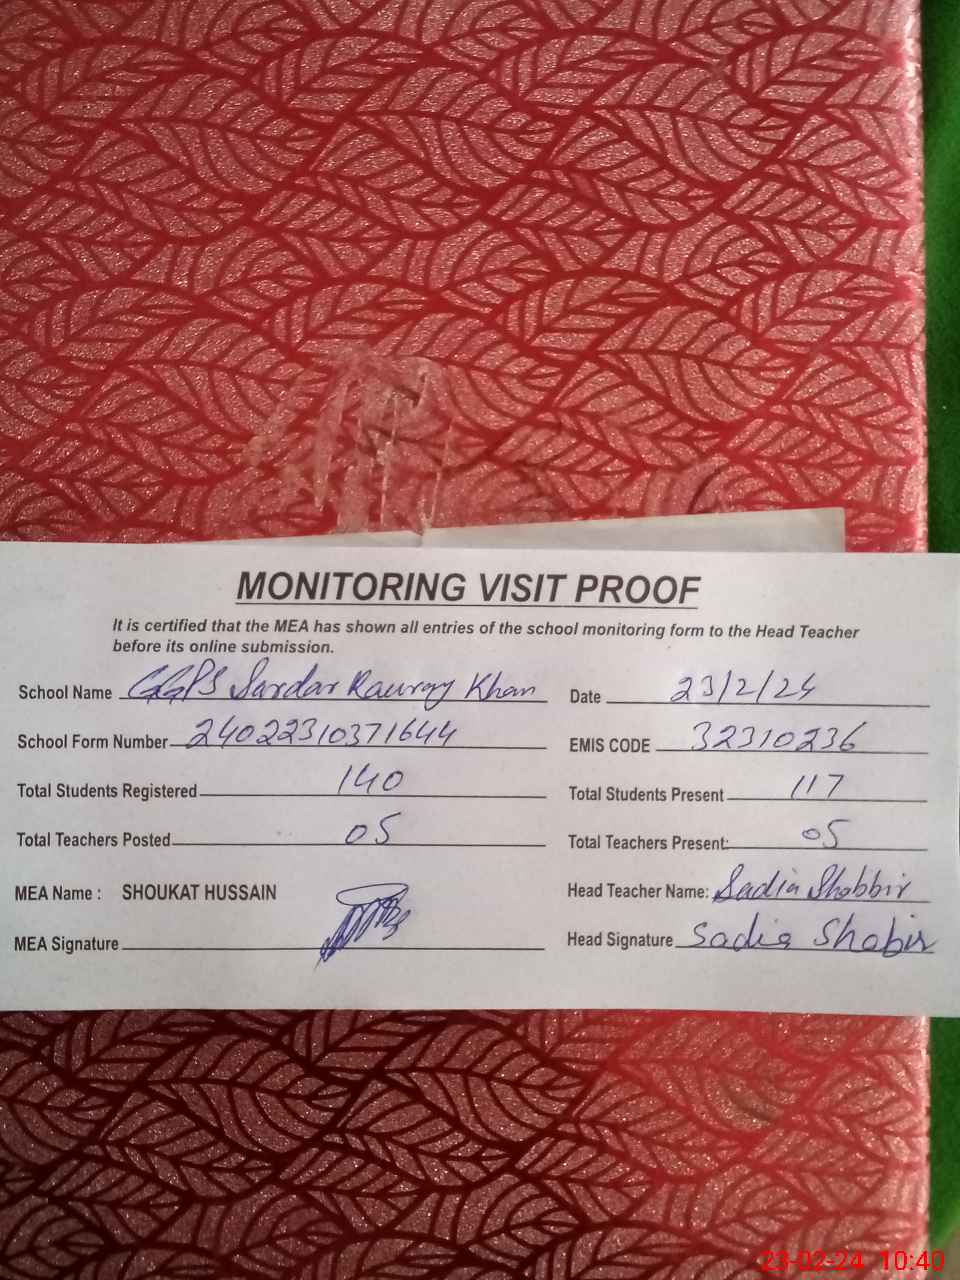 MONITORING VISIT PROOF
It is certified that the MEA has shown all entries of the school monitoring form to the Head Teacher
before its online submission.
School Name GGPS Sardar Khan Date 23/2/24
School Form Number 24022310371644 EMIS CODE 32310236
Total Students Registered 140 Total Students Present 117
Total Teachers Posted 05 Total Teachers Present: 05
MEA Name : SHOUKAT HUSSAIN Head Teacher Name: Sadia Shabbir
MEA Signature Head Signature Sadia Shabir
23-02-24 10:40